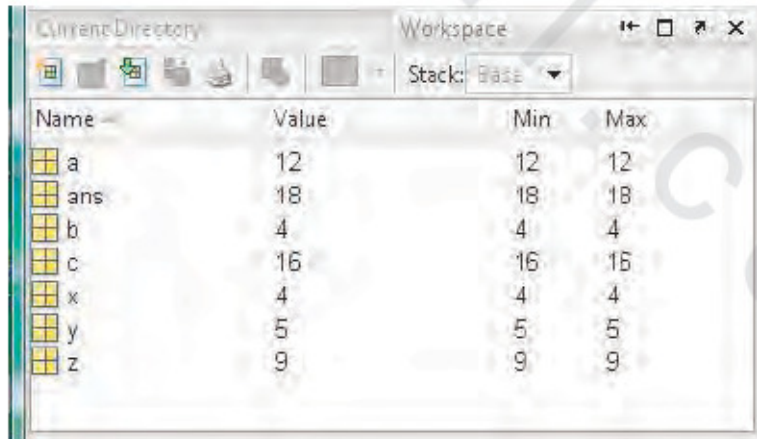 Current Directory Workspace
Stack: Base
Name Value Min Max
a 12 12 12
ans 18 18 18
b 4 4 4
c 16 16 16
x 4 4 4
y 5 5 5
z 9 9 9